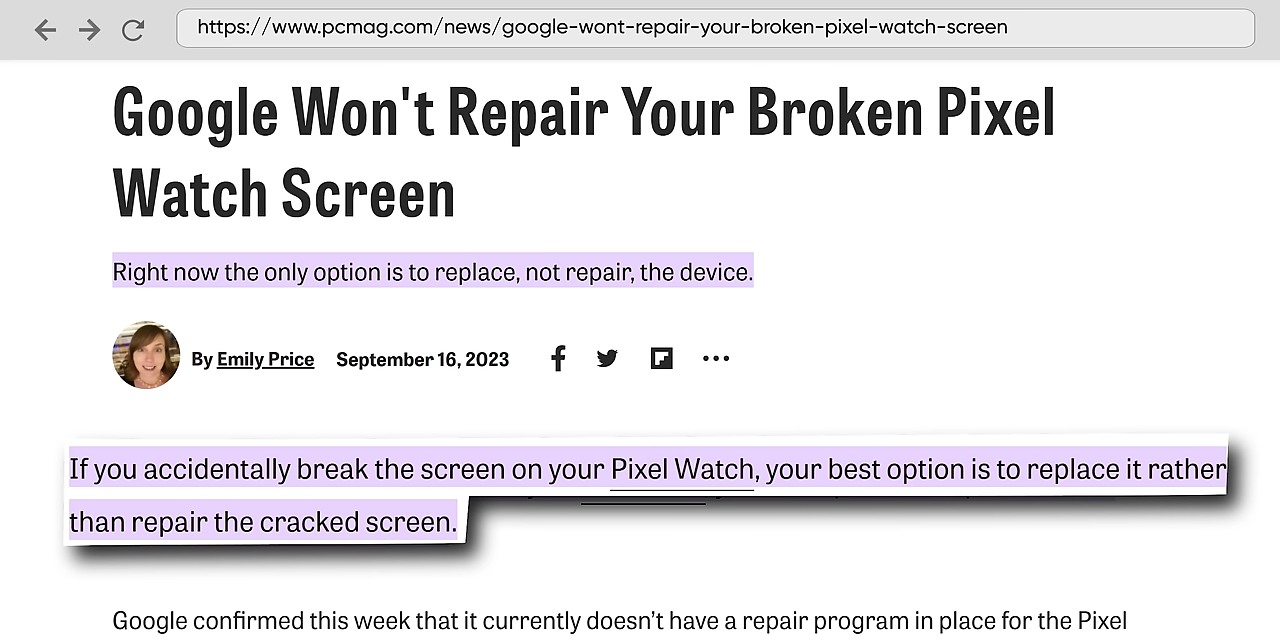 https://www.pcmag.com/news/google-wont-repair-your-broken-pixel-watch-screen
Google Won't Repair Your Broken Pixel
Watch Screen
Right now the only option is to replace, not repair, the device.
By Emily Price September 16, 2023
If you accidentally break the screen on your Pixel Watch, your best option is to replace it rather
than repair the cracked screen.
Google confirmed this week that it currently doesn’t have a repair program in place for the Pixel